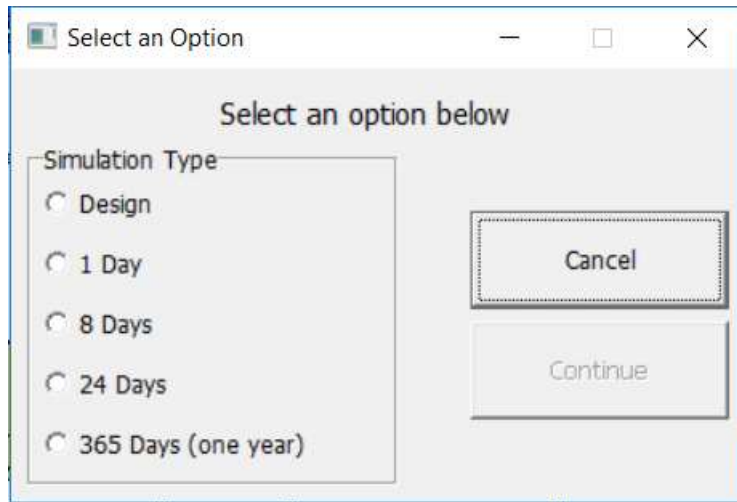 Select an Option
Select an option below
Simulation Type
Design
1 Day
8 Days
24 Days
365 Days (one year)
Cancel
Continue